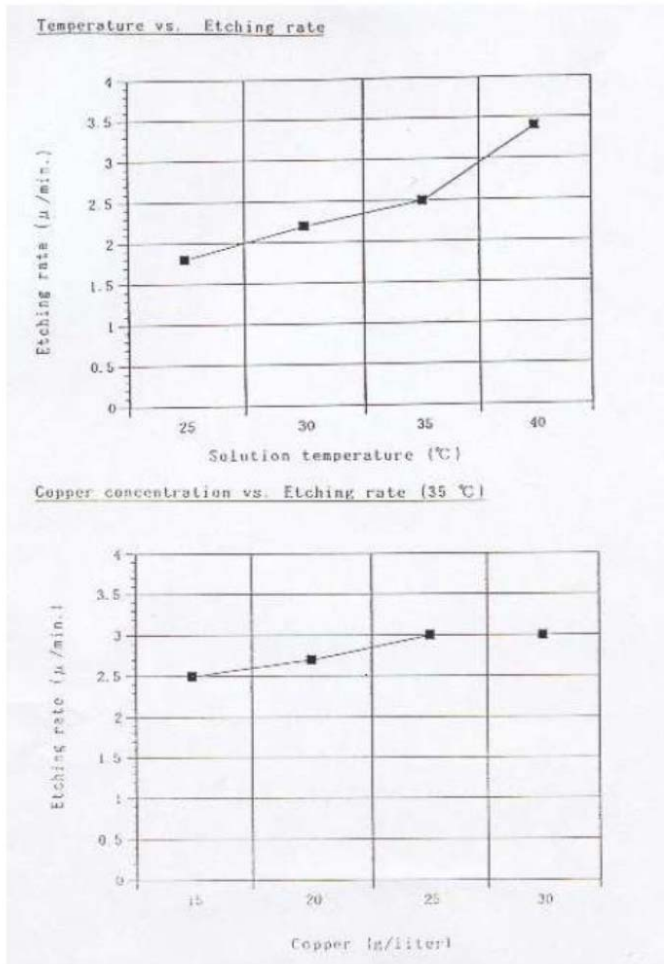 Temperature vs. Etching rate
4
3.5
3
2.5
2
1.5
1
0.5
0
Etching rate (μ/min.)
25 30 35 40
Solution temperature (℃)
Copper concentration vs. Etching rate (35 ℃)
4
3.5
3
2.5
2
1.5
1
0.5
0
Etching rate (μ/min.)
15 20 25 30
Copper (g/liter)